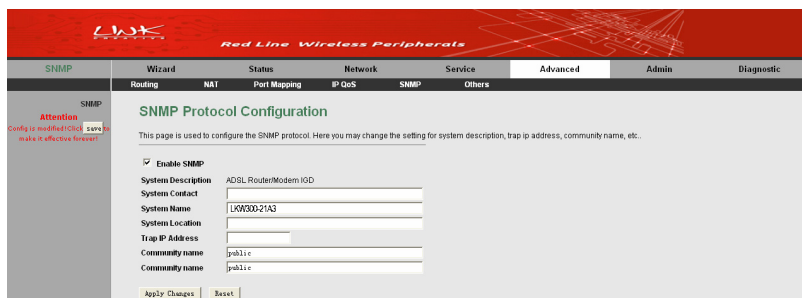 LINK
Red Line Wireless Peripherals
SNMP
Wizard Status Network Service Advanced Admin Diagnostic
Routing NAT Port Mapping IP QoS SNMP Others
SNMP
Attention
Config is modified!Click save to
make it effective forever!
SNMP Protocol Configuration
This page is used to configure the SNMP protocol. Here you may change the setting for system description, trap ip address, community name, etc..
Enable SNMP
System Description ADSL Router/Modem IGD
System Contact
System Name LKW300-21A3
System Location
Trap IP Address
Community name public
Community name public
Apply Changes Reset